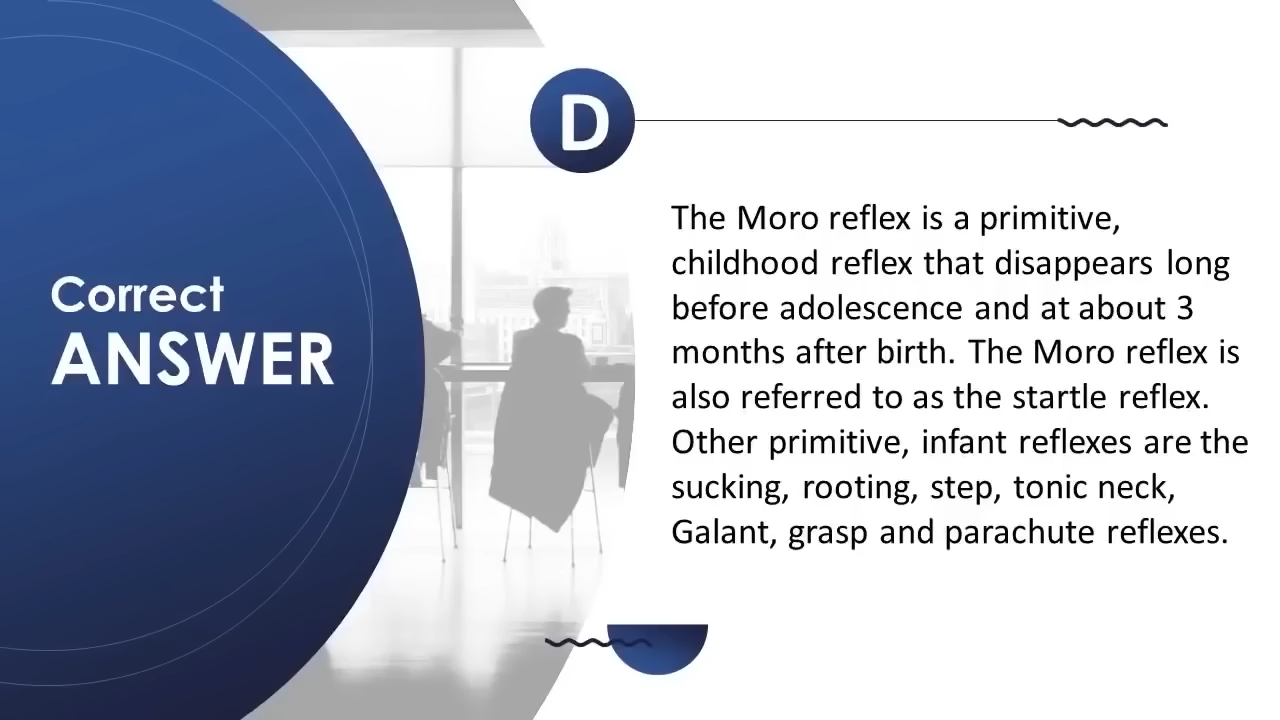 Correct
ANSWER
D
The Moro reflex is a primitive,
childhood reflex that disappears long
before adolescence and at about 3
months after birth. The Moro reflex is
also referred to as the startle reflex.
Other primitive, infant reflexes are the
sucking, rooting, step, tonic neck,
Galant, grasp and parachute reflexes.